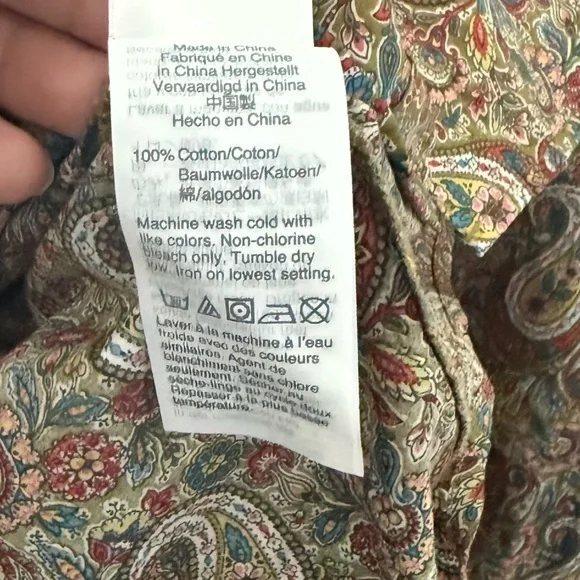 Made in China
Fabriqué en Chine
In China Hergestellt
Vervaardigd in China
中国製
Hecho en China
100% Cotton/Coton/
Baumwolle/Katoen/
綿/algodón
Machine wash cold with
like colors. Non-chlorine
bleach only. Tumble dry
low. Iron on lowest setting.
Laver à la machine à l'eau
froide avec des couleurs
similaires. Agent de
blanchiment sans chlore
seulement. Sécher au
sèche-linge au cycle doux
Repasser à la plus basse
température.